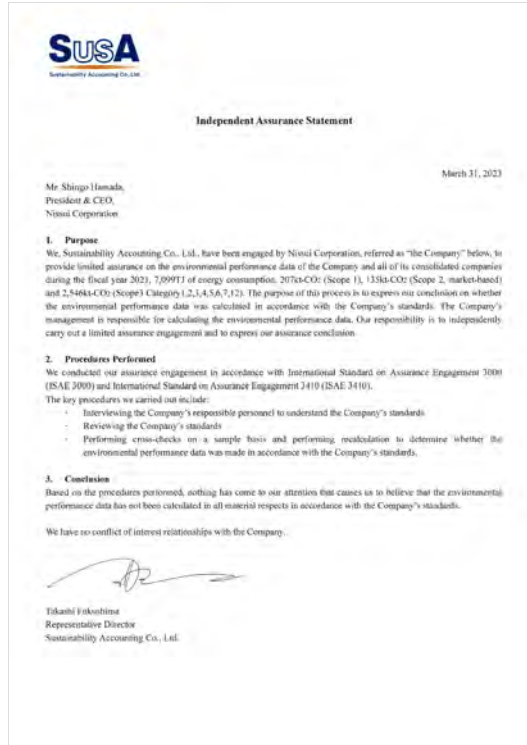 SusA
Sustainability Accounting Co., Ltd.
Independent Assurance Statement
March 31, 2023
Mr. Shingo Hamada,
President & CEO,
Nissui Corporation
1. Purpose
We, Sustainability Accounting Co., Ltd., have been engaged by Nissui Corporation, referred as "the Company" below, to
provide limited assurance on the environmental performance data of the Company and all of its consolidated companies
during the fiscal year 2021, 7,099TJ of energy consumption, 207kt-CO2 (Scope 1), 135kt-CO2 (Scope 2, market-based)
and 2,546kt-CO2 (Scope3 Category1,2,3,4,5,6,7,12). The purpose of this process is to express our conclusion on whether
the environmental performance data was calculated in accordance with the Company's standards. The Company's
management is responsible for calculating the environmental performance data. Our responsibility is to independently
carry out a limited assurance engagement and to express our assurance conclusion.
2. Procedures Performed
We conducted our assurance engagement in accordance with International Standard on Assurance Engagement 3000
(ISAE 3000) and International Standard on Assurance Engagement 3410 (ISAE 3410).
The key procedures we carried out include:
· Interviewing the Company's responsible personnel to understand the Company's standards
· Reviewing the Company's standards
· Performing cross-checks on a sample basis and performing recalculation to determine whether the
environmental performance data was made in accordance with the Company's standards.
3. Conclusion
Based on the procedures performed, nothing has come to our attention that causes us to believe that the environmental
performance data has not been calculated in all material respects in accordance with the Company's standards.
We have no conflict of interest relationships with the Company.
Takashi Fukushima
Representative Director
Sustainability Accounting Co., Ltd.